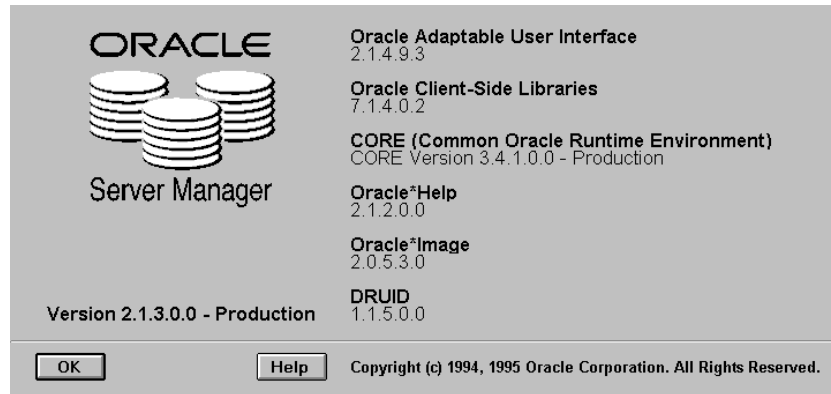 ORACLE
Server Manager
Version 2.1.3.0.0 - Production
Oracle Adaptable User Interface
2.1.4.9.3
Oracle Client-Side Libraries
7.1.4.0.2
CORE (Common Oracle Runtime Environment)
CORE Version 3.4.1.0.0 - Production
Oracle*Help
2.1.2.0.0
Oracle*Image
2.0.5.3.0
DRUID
1.1.5.0.0
OK
Help
Copyright (c) 1994, 1995 Oracle Corporation. All Rights Reserved.